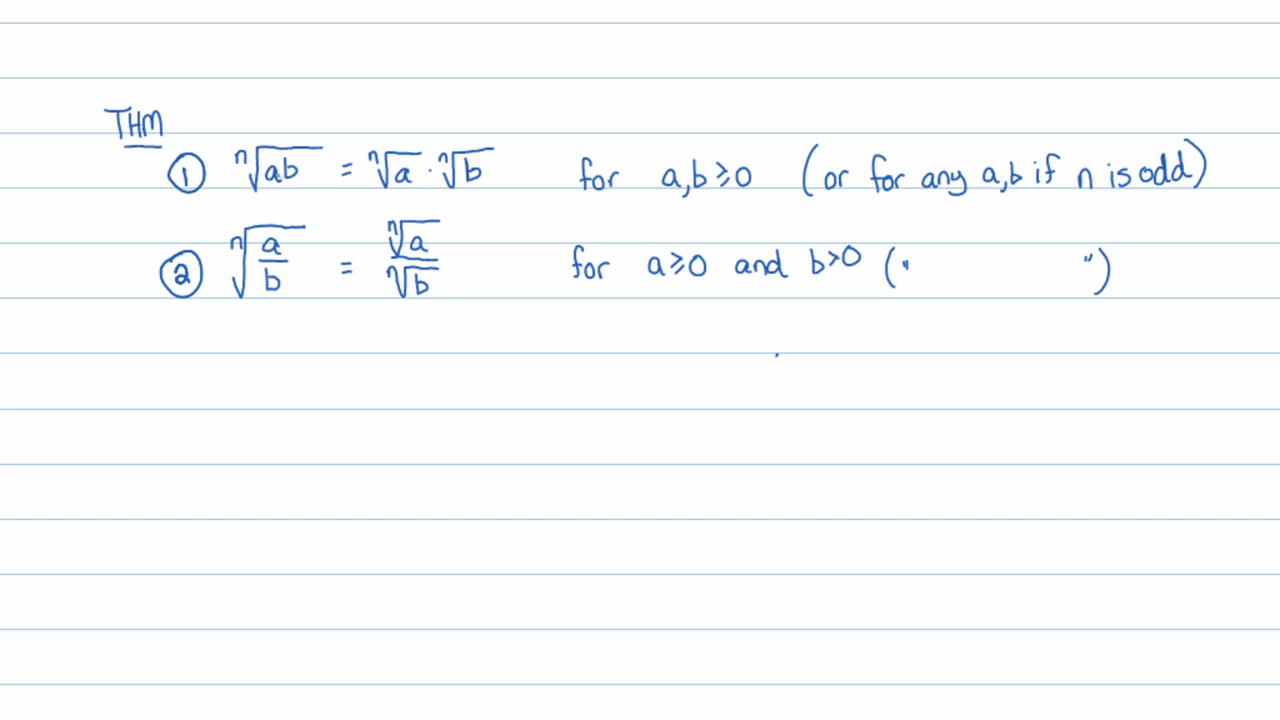 THM
① ⁿ√ab = ⁿ√a · ⁿ√b for a,b ≥ 0 (or for any a,b if n is odd)
② ⁿ√(a/b) = ⁿ√a / ⁿ√b for a ≥ 0 and b > 0 (" ")